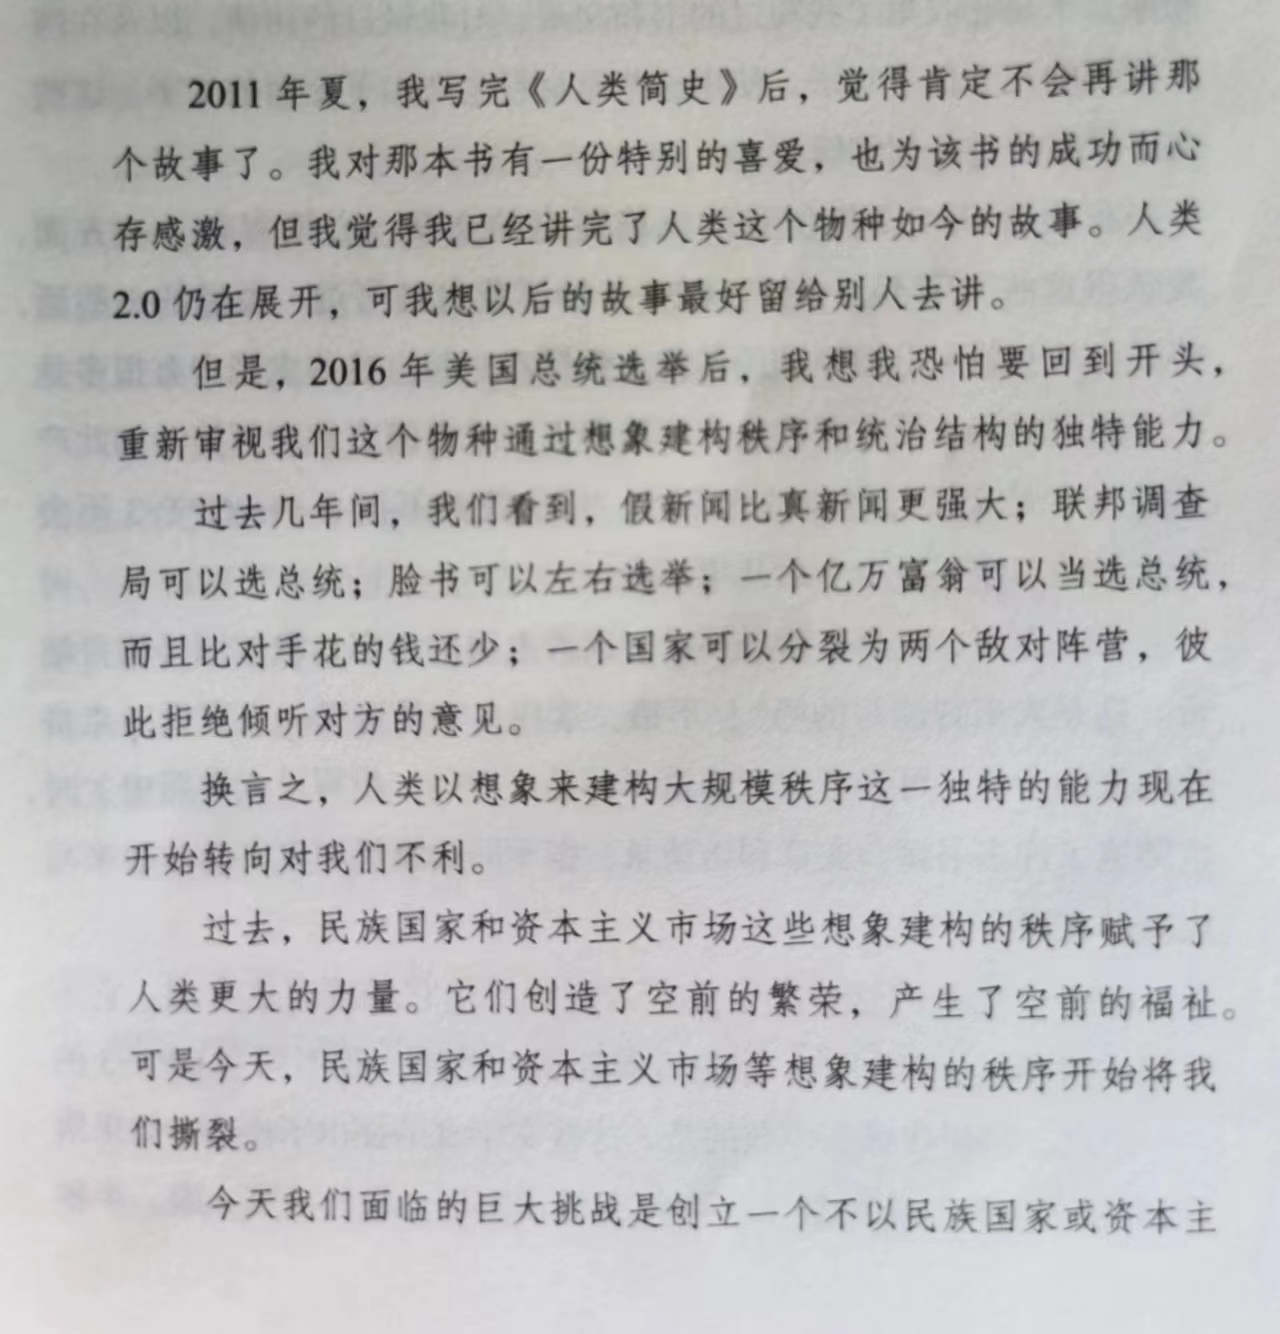 2011 年夏，我写完《人类简史》后，觉得肯定不会再讲那
个故事了。我对那本书有一份特别的喜爱，也为该书的成功而心
存感激，但我觉得我已经讲完了人类这个物种如今的故事。人类
2.0 仍在展开，可我想以后的故事最好留给别人去讲。
但是，2016 年美国总统选举后，我想我恐怕要回到开头，
重新审视我们这个物种通过想象建构秩序和统治结构的独特能力。
过去几年间，我们看到，假新闻比真新闻更强大；联邦调查
局可以选总统；脸书可以左右选举；一个亿万富翁可以当选总统，
而且比对手花的钱还少；一个国家可以分裂为两个敌对阵营，彼
此拒绝倾听对方的意见。
换言之，人类以想象来建构大规模秩序这一独特的能力现在
开始转向对我们不利。
过去，民族国家和资本主义市场这些想象建构的秩序赋予了
人类更大的力量。它们创造了空前的繁荣，产生了空前的福祉。
可是今天，民族国家和资本主义市场等想象建构的秩序开始将我
们撕裂。
今天我们面临的巨大挑战是创立一个不以民族国家或资本主